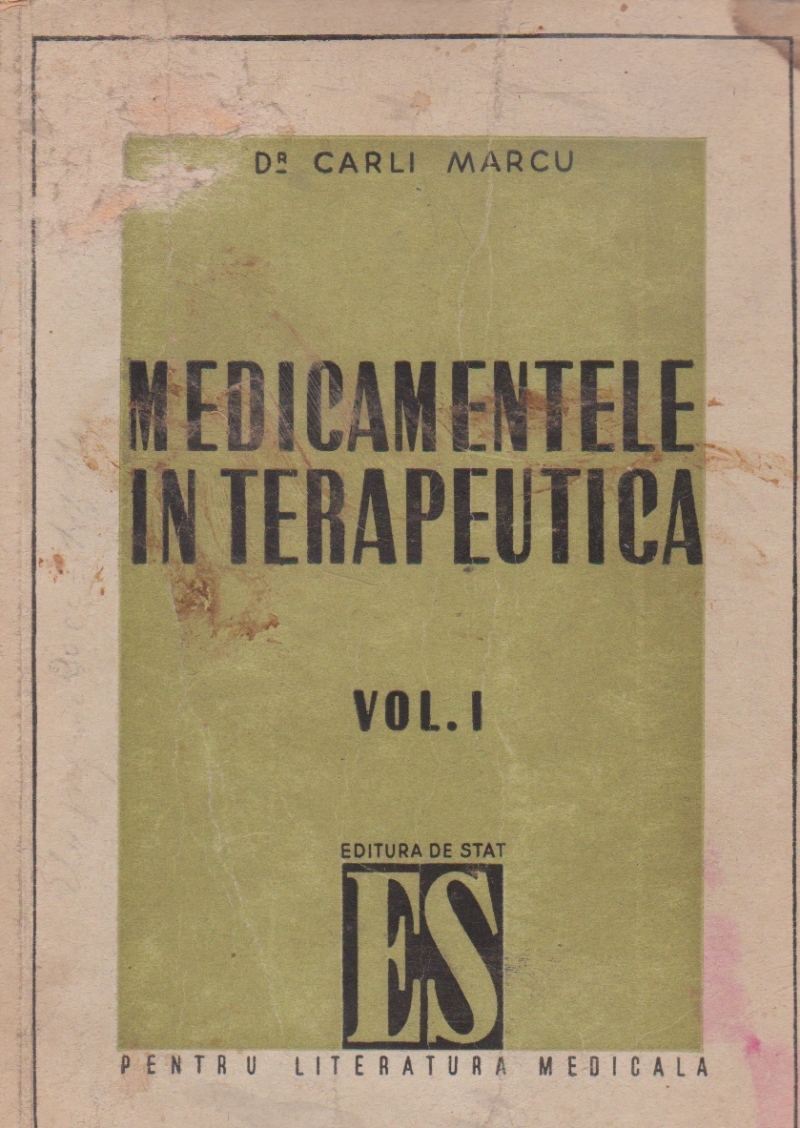 DR CARLI MARCU
MEDICAMENTELE
IN TERAPEUTICA
VOL. I
EDITURA DE STAT
ES
PENTRU LITERATURA MEDICALA